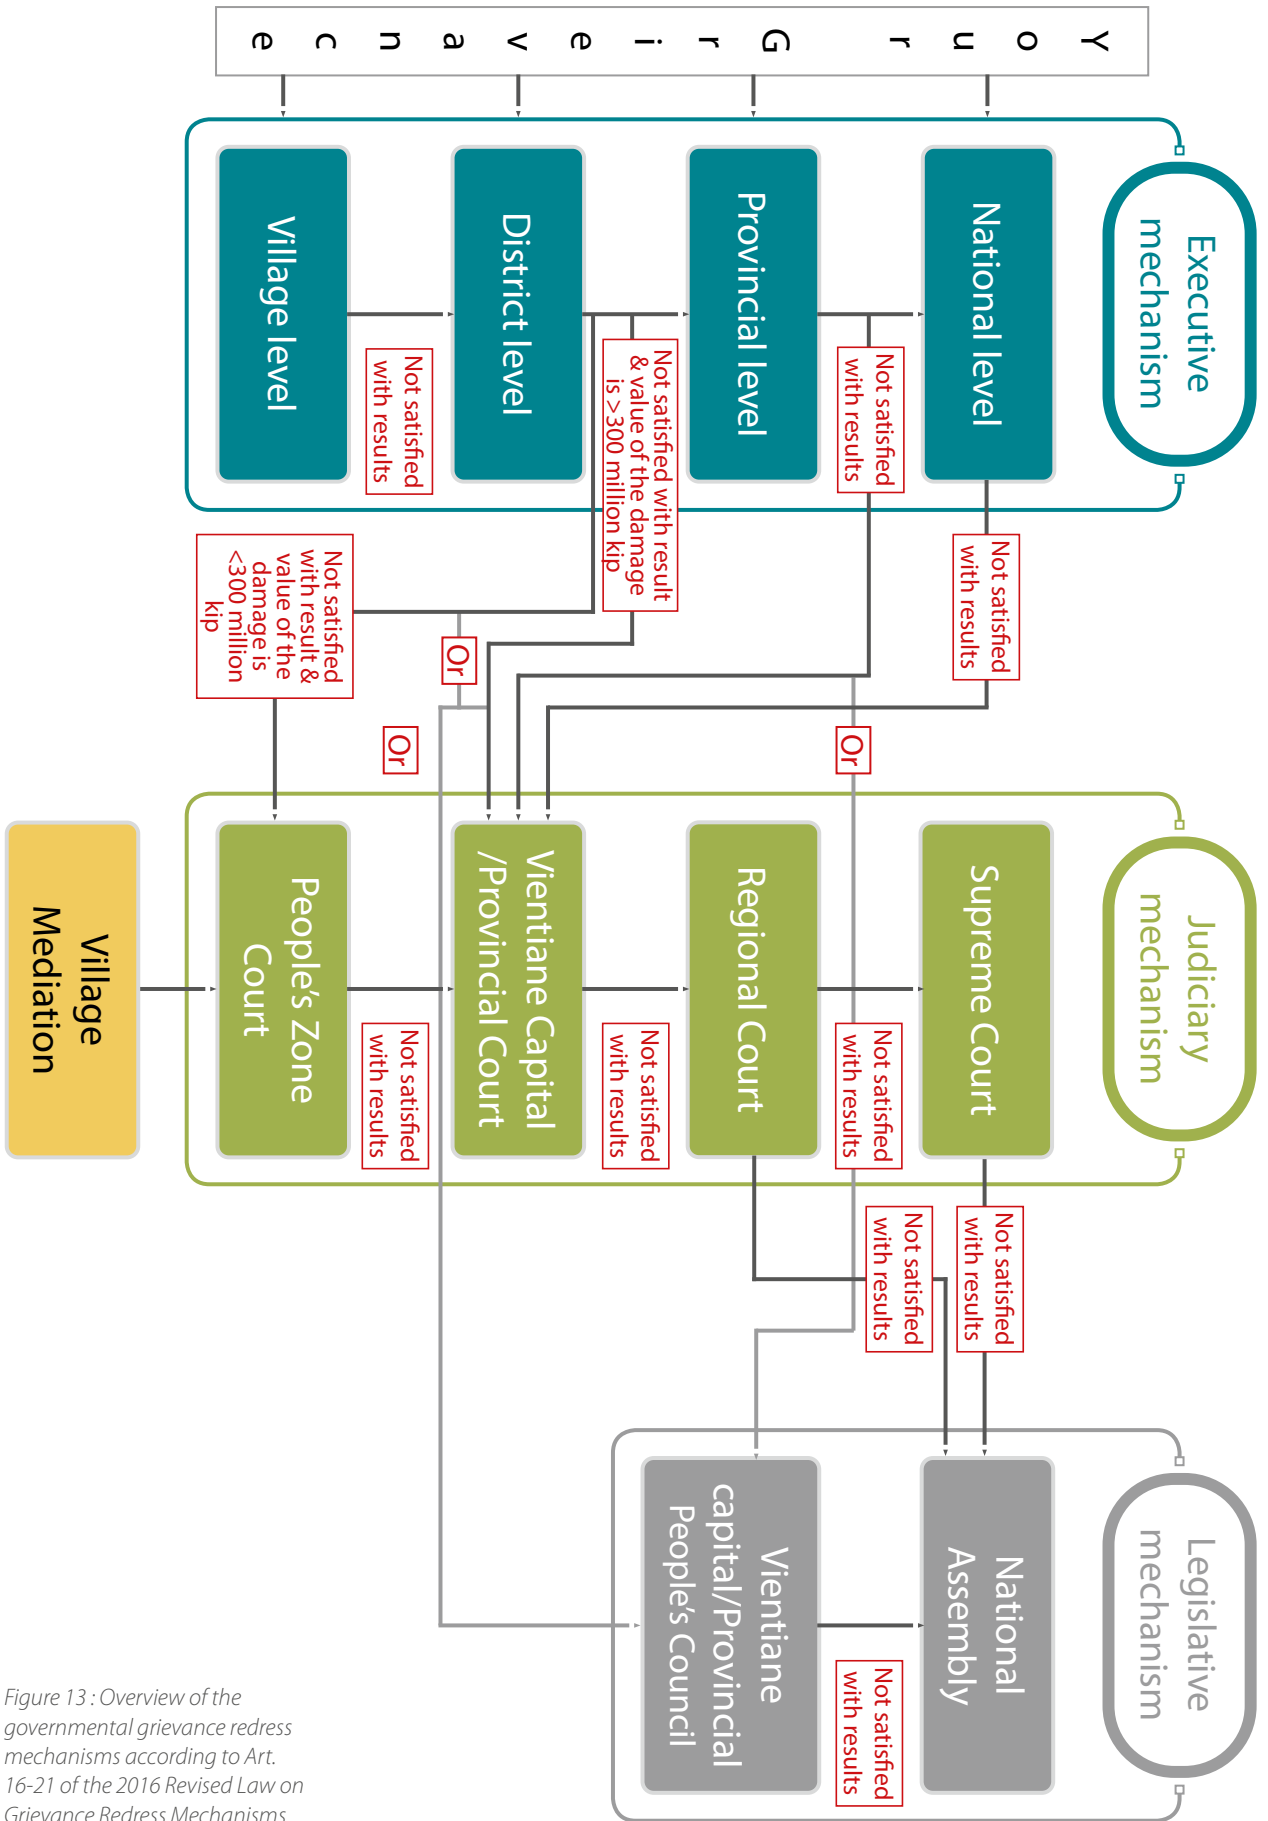 Your Grievance
Executive
mechanism
National level
Provincial level
District level
Village level
Not satisfied
with results
Not satisfied with result
& value of the damage
is >300 million kip
Not satisfied
with results
Not satisfied
with results
Not satisfied
with result &
value of the
damage is
<300 million
kip
Or
Or
Or
Judiciary
mechanism
Supreme Court
Regional Court
Vientiane Capital
/Provincial Court
People's Zone
Court
Village
Mediation
Not satisfied
with results
Not satisfied
with results
Not satisfied
with results
Not satisfied
with results
Not satisfied
with results
Legislative
mechanism
National
Assembly
Vientiane
capital/Provincial
People's Council
Not satisfied
with results
Figure 13 : Overview of the
governmental grievance redress
mechanisms according to Art.
16-21 of the 2016 Revised Law on
Grievance Redress Mechanisms